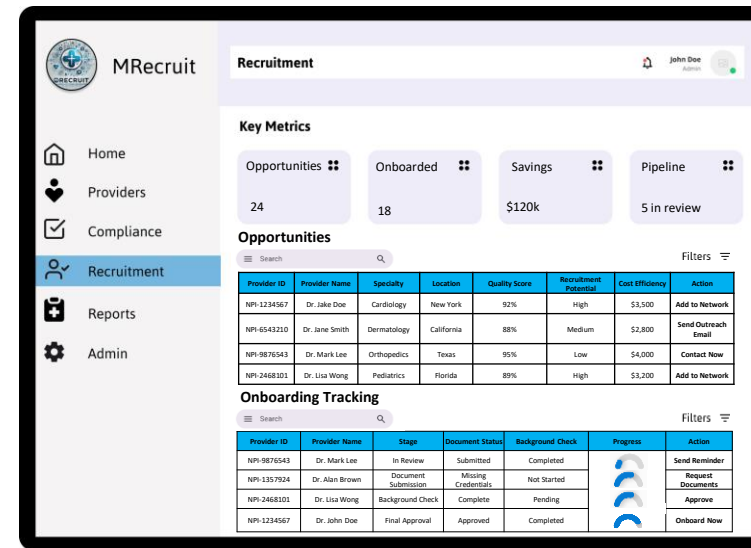 MRecruit
Recruitment
John Doe
Admin
Home
Providers
Compliance
Recruitment
Reports
Admin
Key Metrics
Opportunities
24
Onboarded
18
Savings
$120k
Pipeline
5 in review
Opportunities
Search
Filters
Provider ID Provider Name Specialty Location Quality Score Recruitment Potential Cost Efficiency Action
NPI-1234567 Dr. Jake Doe Cardiology New York 92% High $3,500 Add to Network
NPI-6543210 Dr. Jane Smith Dermatology California 88% Medium $2,800 Send Outreach Email
NPI-9876543 Dr. Mark Lee Orthopedics Texas 95% Low $4,000 Contact Now
NPI-2468101 Dr. Lisa Wong Pediatrics Florida 89% High $3,200 Add to Network
Onboarding Tracking
Search
Filters
Provider ID Provider Name Stage Document Status Background Check Progress Action
NPI-9876543 Dr. Mark Lee In Review Submitted Completed Send Reminder
NPI-1357924 Dr. Alan Brown Document Submission Missing Credentials Not Started Request Documents
NPI-2468101 Dr. Lisa Wong Background Check Complete Pending Approve
NPI-1234567 Dr. John Doe Final Approval Approved Completed Onboard Now